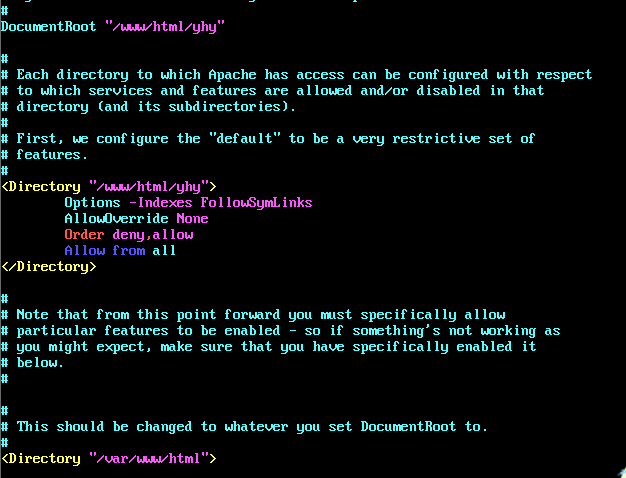 #
DocumentRoot "/www/html/yhy"
#
# Each directory to which Apache has access can be configured with respect
# to which services and features are allowed and/or disabled in that
# directory (and its subdirectories).
#
# First, we configure the "default" to be a very restrictive set of
# features.
#
<Directory "/www/html/yhy">
Options -Indexes FollowSymLinks
AllowOverride None
Order deny,allow
Allow from all
</Directory>
#
# Note that from this point forward you must specifically allow
# particular features to be enabled - so if something's not working as
# you might expect, make sure that you have specifically enabled it
# below.
#
#
# This should be changed to whatever you set DocumentRoot to.
#
<Directory "/var/www/html">